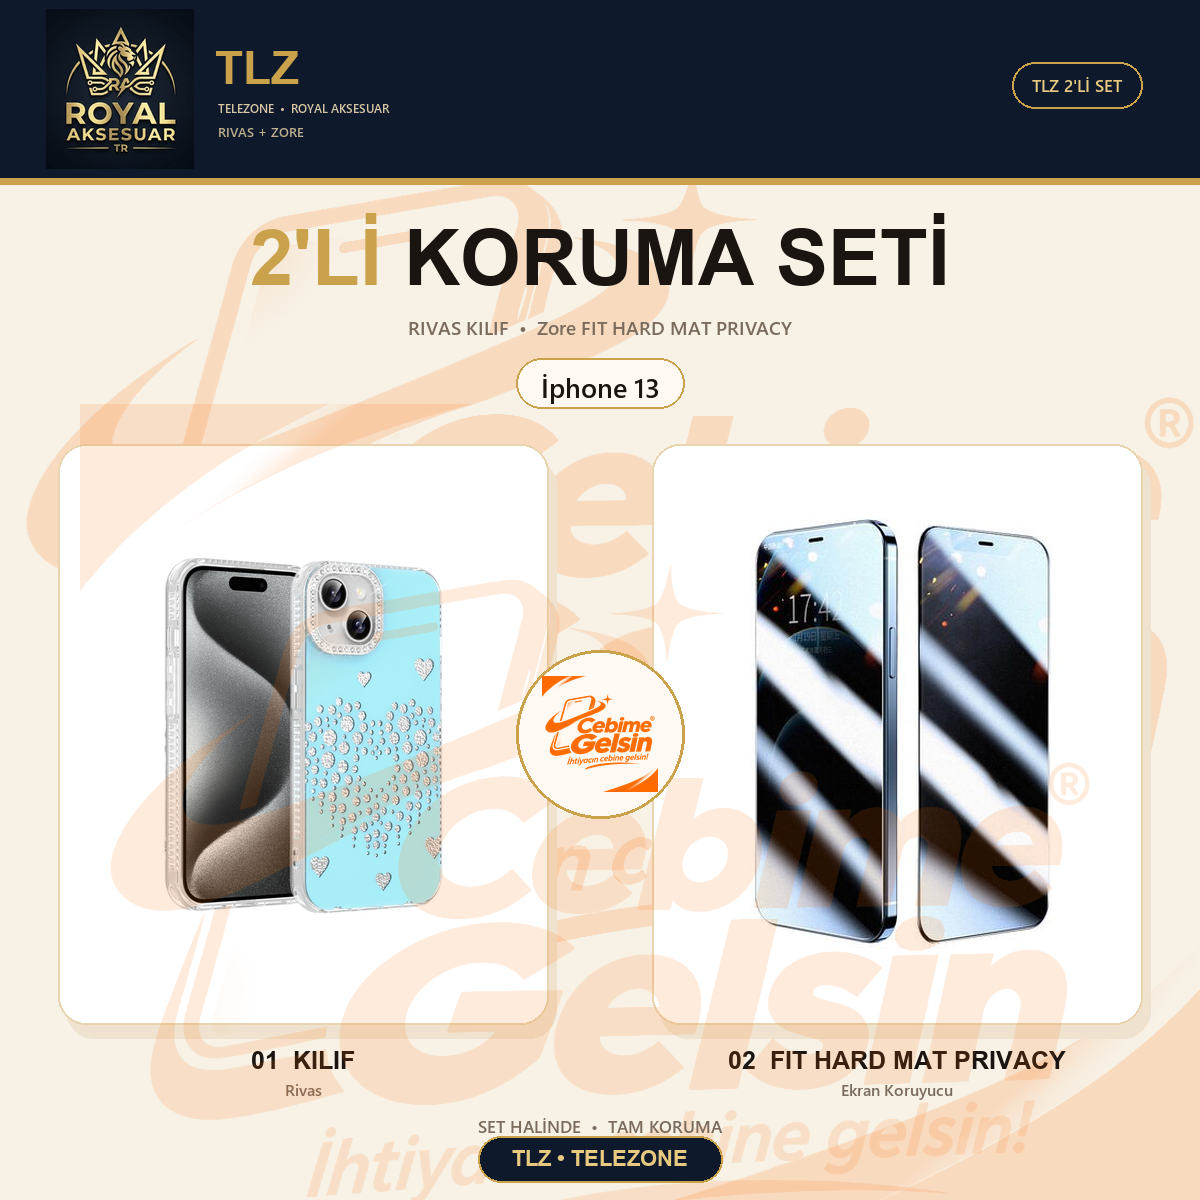 ROYAL
AKSESUAR
TR
TLZ
TELEZONE • ROYAL AKSESUAR
RIVAS + ZORE
TLZ 2'Lİ SET
2'Lİ KORUMA SETİ
RIVAS KILIF • Zore FIT HARD MAT PRIVACY
İphone 13
17:42
Cebime®
Gelsin
İhtiyacın cebine gelsin!
Cebime®
Gelsin
01 KILIF
Rivas
02 FIT HARD MAT PRIVACY
Ekran Koruyucu
SET HALİNDE • TAM KORUMA
TLZ • TELEZONE